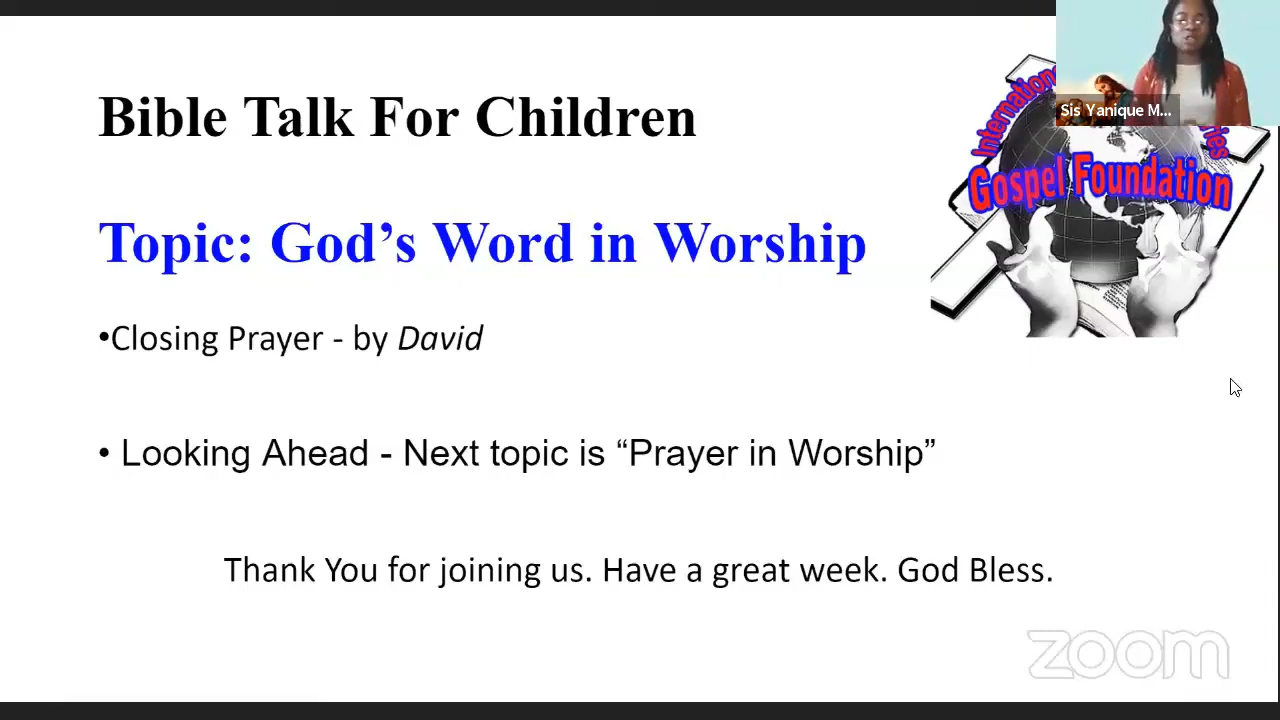 Bible Talk For Children
Sis Yanique M...
Gospel Foundation
Topic: God’s Word in Worship
•Closing Prayer - by David
• Looking Ahead - Next topic is “Prayer in Worship”
Thank You for joining us. Have a great week. God Bless.
zoom